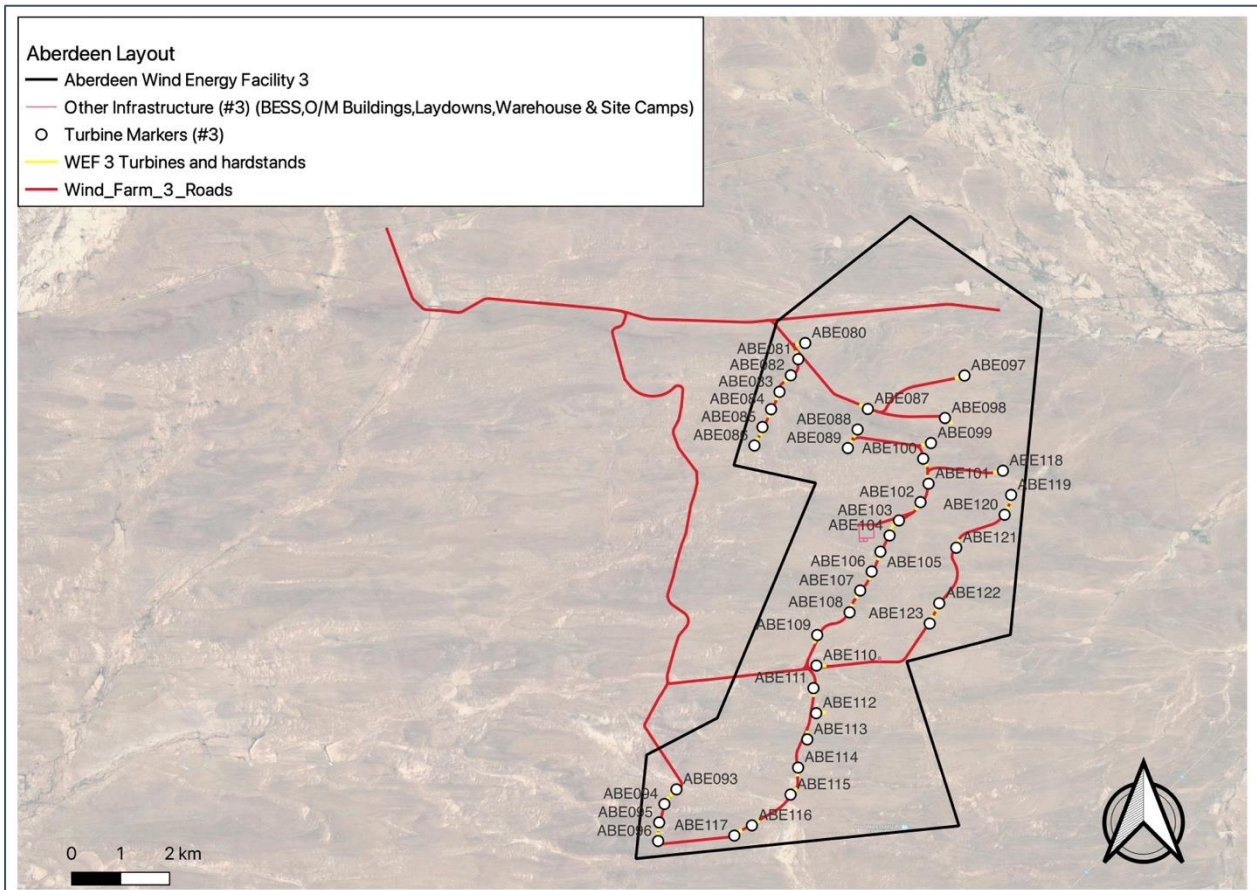 Aberdeen Layout
Aberdeen Wind Energy Facility 3
Other Infrastructure (#3) (BESS,O/M Buildings,Laydowns,Warehouse & Site Camps)
Turbine Markers (#3)
WEF 3 Turbines and hardstands
Wind_Farm_3_Roads
ABE080
ABE081
ABE082
ABE083
ABE084
ABE085
ABE086
ABE097
ABE087
ABE098
ABE088
ABE089
ABE099
ABE100
ABE118
ABE101
ABE119
ABE102
ABE120
ABE103
ABE104
ABE121
ABE105
ABE106
ABE107
ABE122
ABE108
ABE123
ABE109
ABE110
ABE111
ABE112
ABE113
ABE114
ABE093
ABE094
ABE115
ABE095
ABE096
ABE117
ABE116
0 1 2 km